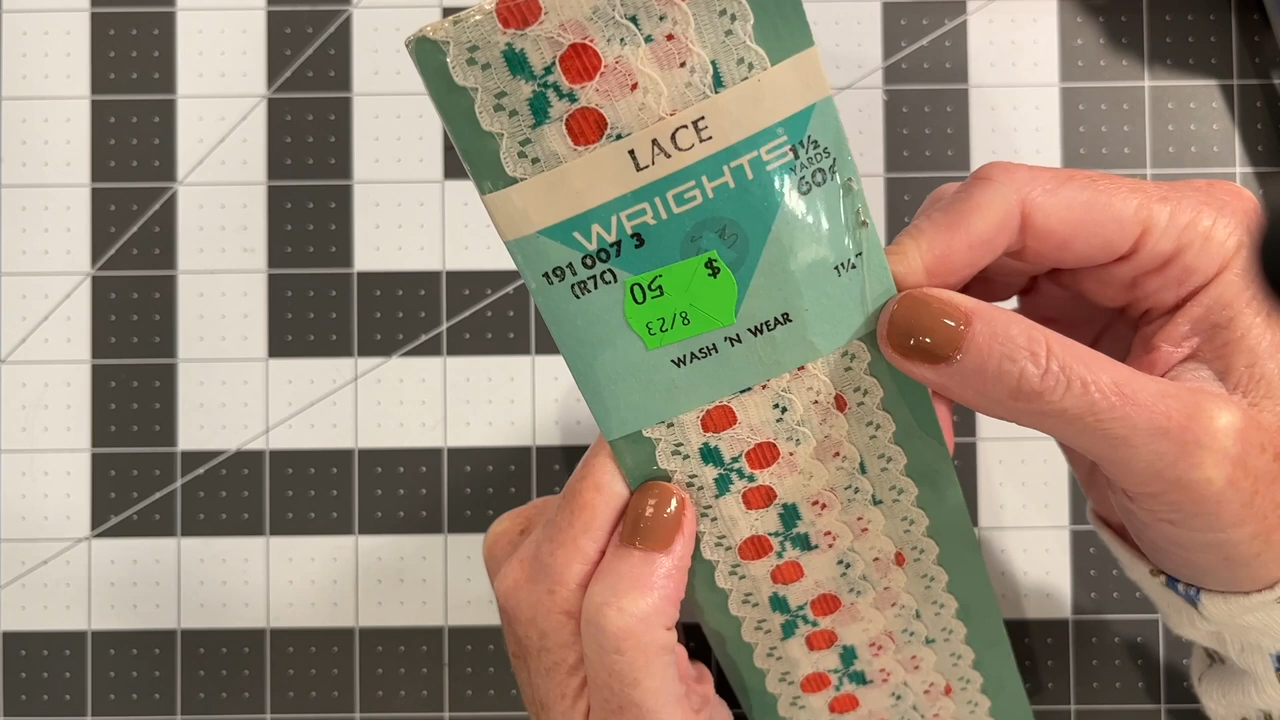 LACE
WRIGHTS®
1½
YARDS
60¢
191 007 3
(R7C)
$
50
8/23
WASH 'N WEAR